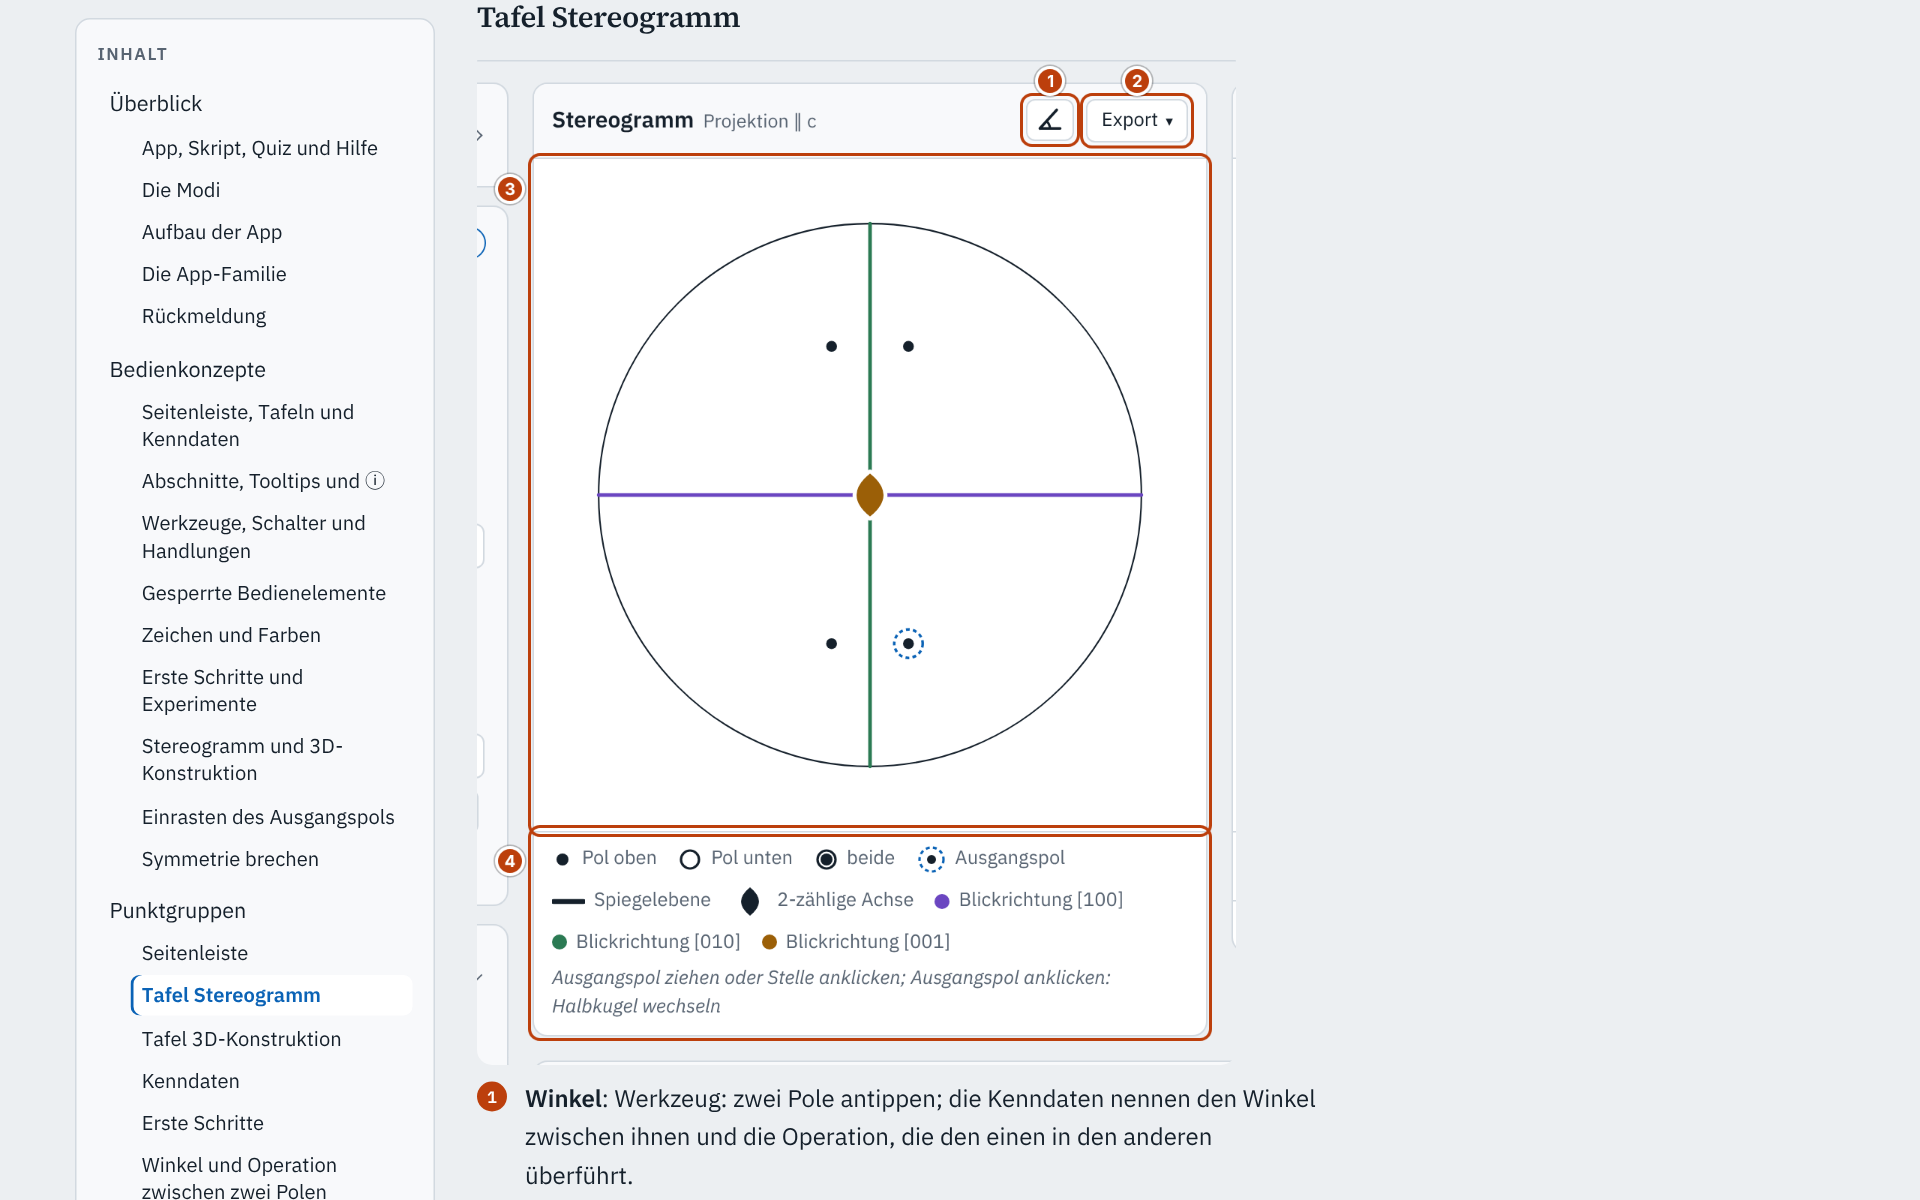 INHALT
Überblick
App, Skript, Quiz und Hilfe
Die Modi
Aufbau der App
Die App-Familie
Rückmeldung
Bedienkonzepte
Seitenleiste, Tafeln und
Kenndaten
Abschnitte, Tooltips und ⓘ
Werkzeuge, Schalter und
Handlungen
Gesperrte Bedienelemente
Zeichen und Farben
Erste Schritte und
Experimente
Stereogramm und 3D-
Konstruktion
Einrasten des Ausgangspols
Symmetrie brechen
Punktgruppen
Seitenleiste
Tafel Stereogramm
Tafel 3D-Konstruktion
Kenndaten
Erste Schritte
Winkel und Operation
zwischen zwei Polen
Tafel Stereogramm
1
2
Stereogramm Projektion ∥ c
Export ▾
3
4
Pol oben Pol unten beide Ausgangspol
Spiegelebene 2-zählige Achse Blickrichtung [100]
Blickrichtung [010] Blickrichtung [001]
Ausgangspol ziehen oder Stelle anklicken; Ausgangspol anklicken:
Halbkugel wechseln
1 Winkel: Werkzeug: zwei Pole antippen; die Kenndaten nennen den Winkel
zwischen ihnen und die Operation, die den einen in den anderen
überführt.